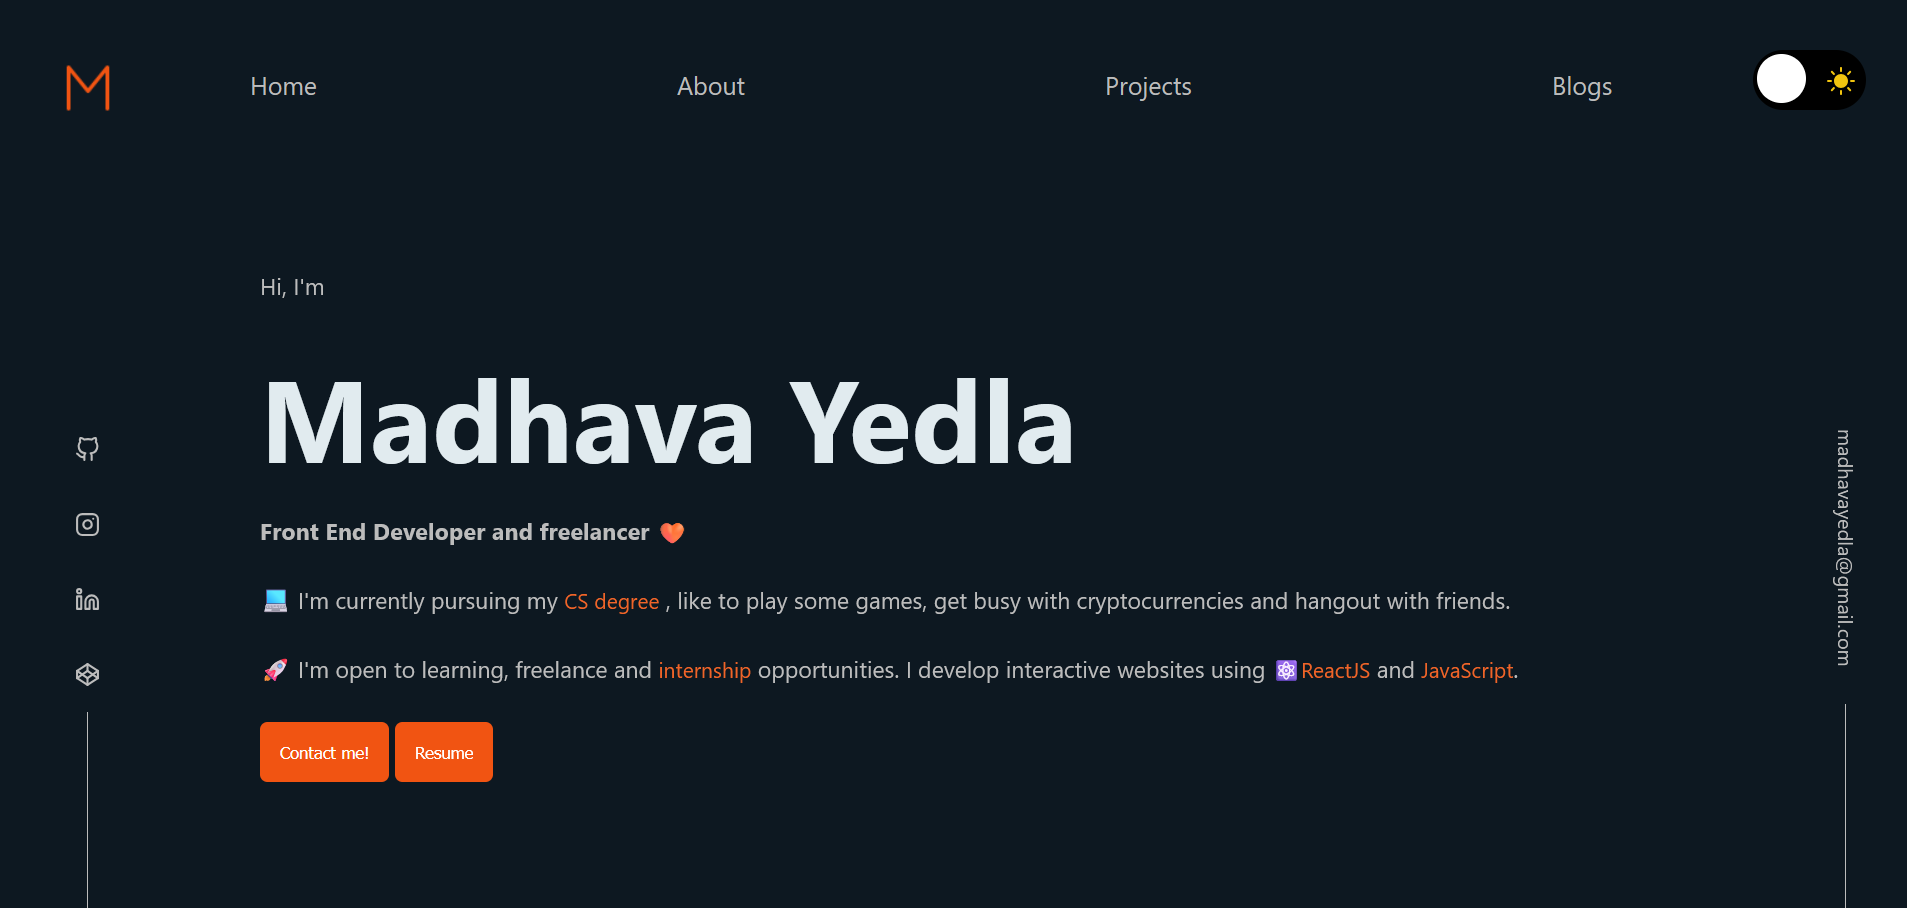 M
Home
About
Projects
Blogs
Hi, I'm
Madhava Yedla
Front End Developer and freelancer
I'm currently pursuing my CS degree , like to play some games, get busy with cryptocurrencies and hangout with friends.
I'm open to learning, freelance and internship opportunities. I develop interactive websites using ReactJS and JavaScript.
Contact me!
Resume
in
madhavayedla@gmail.com